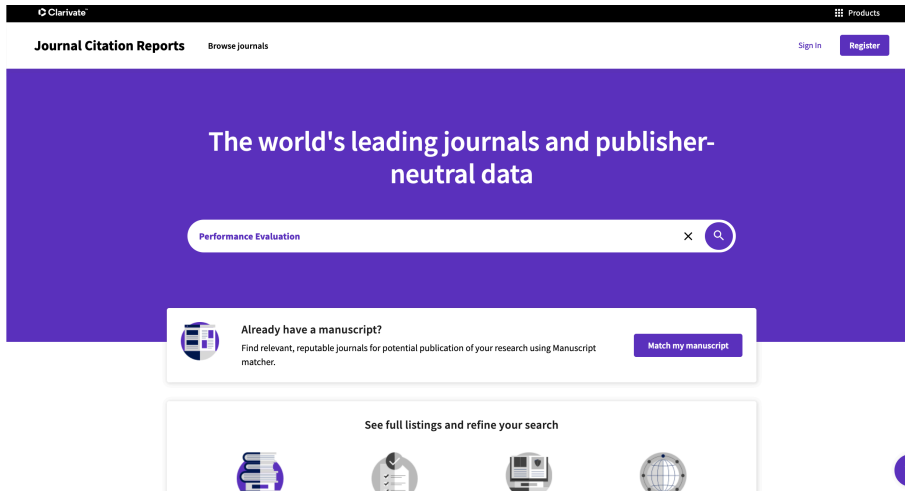 Clarivate™
Products
Journal Citation Reports
Browse journals
Sign In
Register
The world's leading journals and publisher-
neutral data
Performance Evaluation
Already have a manuscript?
Find relevant, reputable journals for potential publication of your research using Manuscript
matcher.
Match my manuscript
See full listings and refine your search